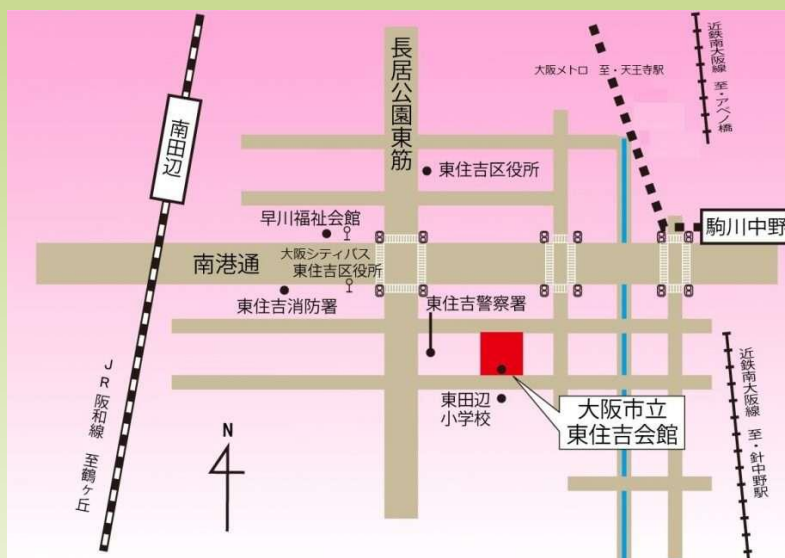 大阪メトロ　至・天王寺駅
近鉄南大阪線　至・アベノ橋
南田辺
長居公園東筋
東住吉区役所
早川福祉会館
駒川中野
南港通
大阪シティバス
東住吉区役所
東住吉消防署
東住吉警察署
東田辺
小学校
大阪市立
東住吉会館
JR 阪和線　至鶴ヶ丘
近鉄南大阪線　至・針中野駅
N